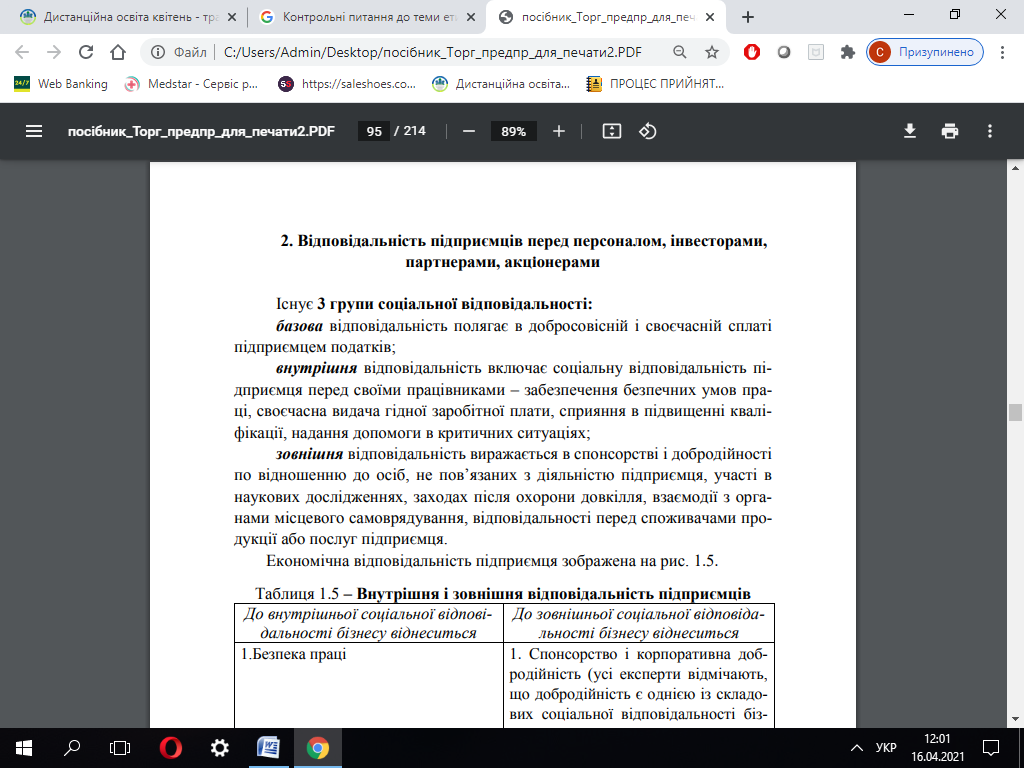 Дистанційна освіта квітень - тра
Контрольні питання до теми ети
посібник_Торг_предпр_для_печ
Файл
C:/Users/Admin/Desktop/посібник_Торг_предпр_для_печати2.PDF
С Призупинено
24/7 Web Banking
Medstar - Сервіс р...
SS https://saleshoes.co...
Дистанційна освіта...
ПРОЦЕС ПРИЙНЯТ...
посібник_Торг_предпр_для_печати2.PDF
95 / 214
89%
2. Відповідальність підприємців перед персоналом, інвесторами,
партнерами, акціонерами
Існує 3 групи соціальної відповідальності:
базова відповідальність полягає в добросовісній і своєчасній сплаті
підприємцем податків;
внутрішня відповідальність включає соціальну відповідальність пі-
дприємця перед своїми працівниками – забезпечення безпечних умов пра-
ці, своєчасна видача гідної заробітної плати, сприяння в підвищенні квалі-
фікації, надання допомоги в критичних ситуаціях;
зовнішня відповідальність виражається в спонсорстві і добродійності
по відношенню до осіб, не пов’язаних з діяльністю підприємця, участі в
наукових дослідженнях, заходах після охорони довкілля, взаємодії з орга-
нами місцевого самоврядування, відповідальності перед споживачами про-
дукції або послуг підприємця.
Економічна відповідальність підприємця зображена на рис. 1.5.
Таблиця 1.5 – Внутрішня і зовнішня відповідальність підприємців
До внутрішньої соціальної відпові-
дальності бізнесу віднеситься
До зовнішньої соціальної відповіда-
льності бізнесу віднеситься
1.Безпека праці
1. Спонсорство і корпоративна доб-
родійність (усі експерти відмічають,
що добродійність є однією із складо-
вих соціальної відповідальності біз-
УКР
12:01
16.04.2021